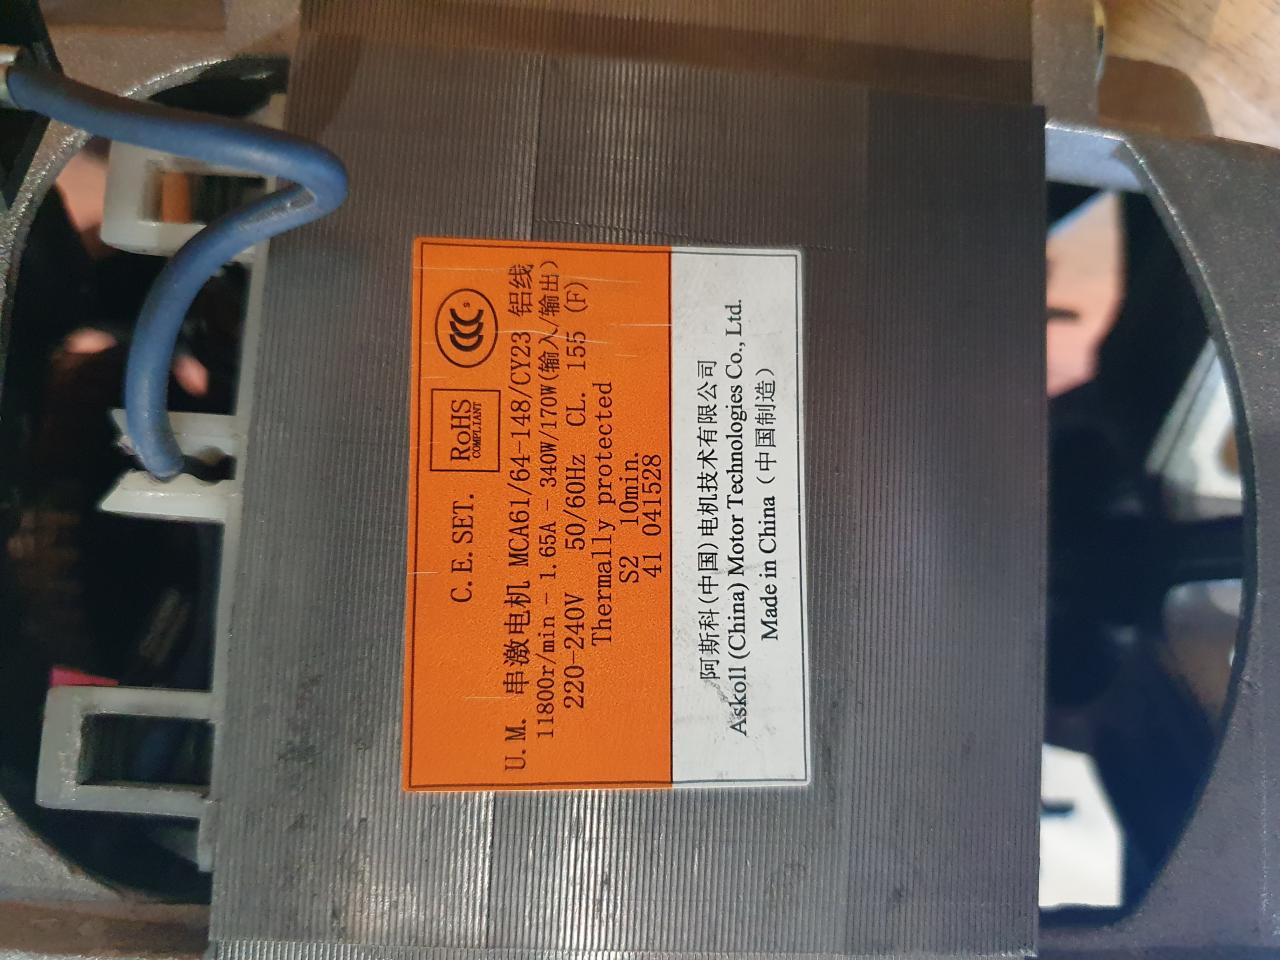 C.E.SET.
RoHS
COMPLIANT
CCC S
U.M. 串激电机 MCA61/64-148/CY23 铝线
11800r/min - 1.65A - 340W/170W(输入/输出)
220-240V 50/60Hz CL. 155 (F)
Thermally protected
S2 10min.
41 041528
阿斯科(中国)电机技术有限公司
Askoll (China) Motor Technologies Co., Ltd.
Made in China (中国制造)